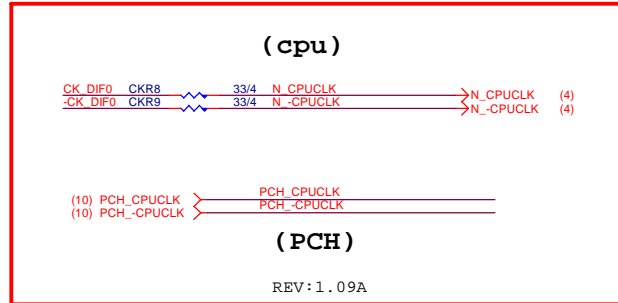 (cpu)
CK_DIF0 CKR8 33/4 N_CPUCLK N_CPUCLK (4)
-CK_DIF0 CKR9 33/4 N_-CPUCLK N_-CPUCLK (4)
(10) PCH_CPUCLK PCH_CPUCLK
(10) PCH_-CPUCLK PCH_-CPUCLK
(PCH)
REV:1.09A